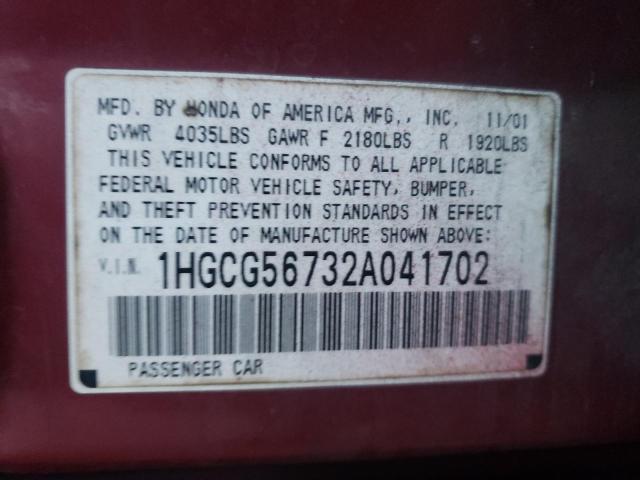 MFD. BY HONDA OF AMERICA MFG., INC. 11/01
GVWR 4035LBS GAWR F 2180LBS R 1920LBS
THIS VEHICLE CONFORMS TO ALL APPLICABLE
FEDERAL MOTOR VEHICLE SAFETY, BUMPER,
AND THEFT PREVENTION STANDARDS IN EFFECT
ON THE DATE OF MANUFACTURE SHOWN ABOVE:
V.I.N. 1HGCG56732A041702
PASSENGER CAR